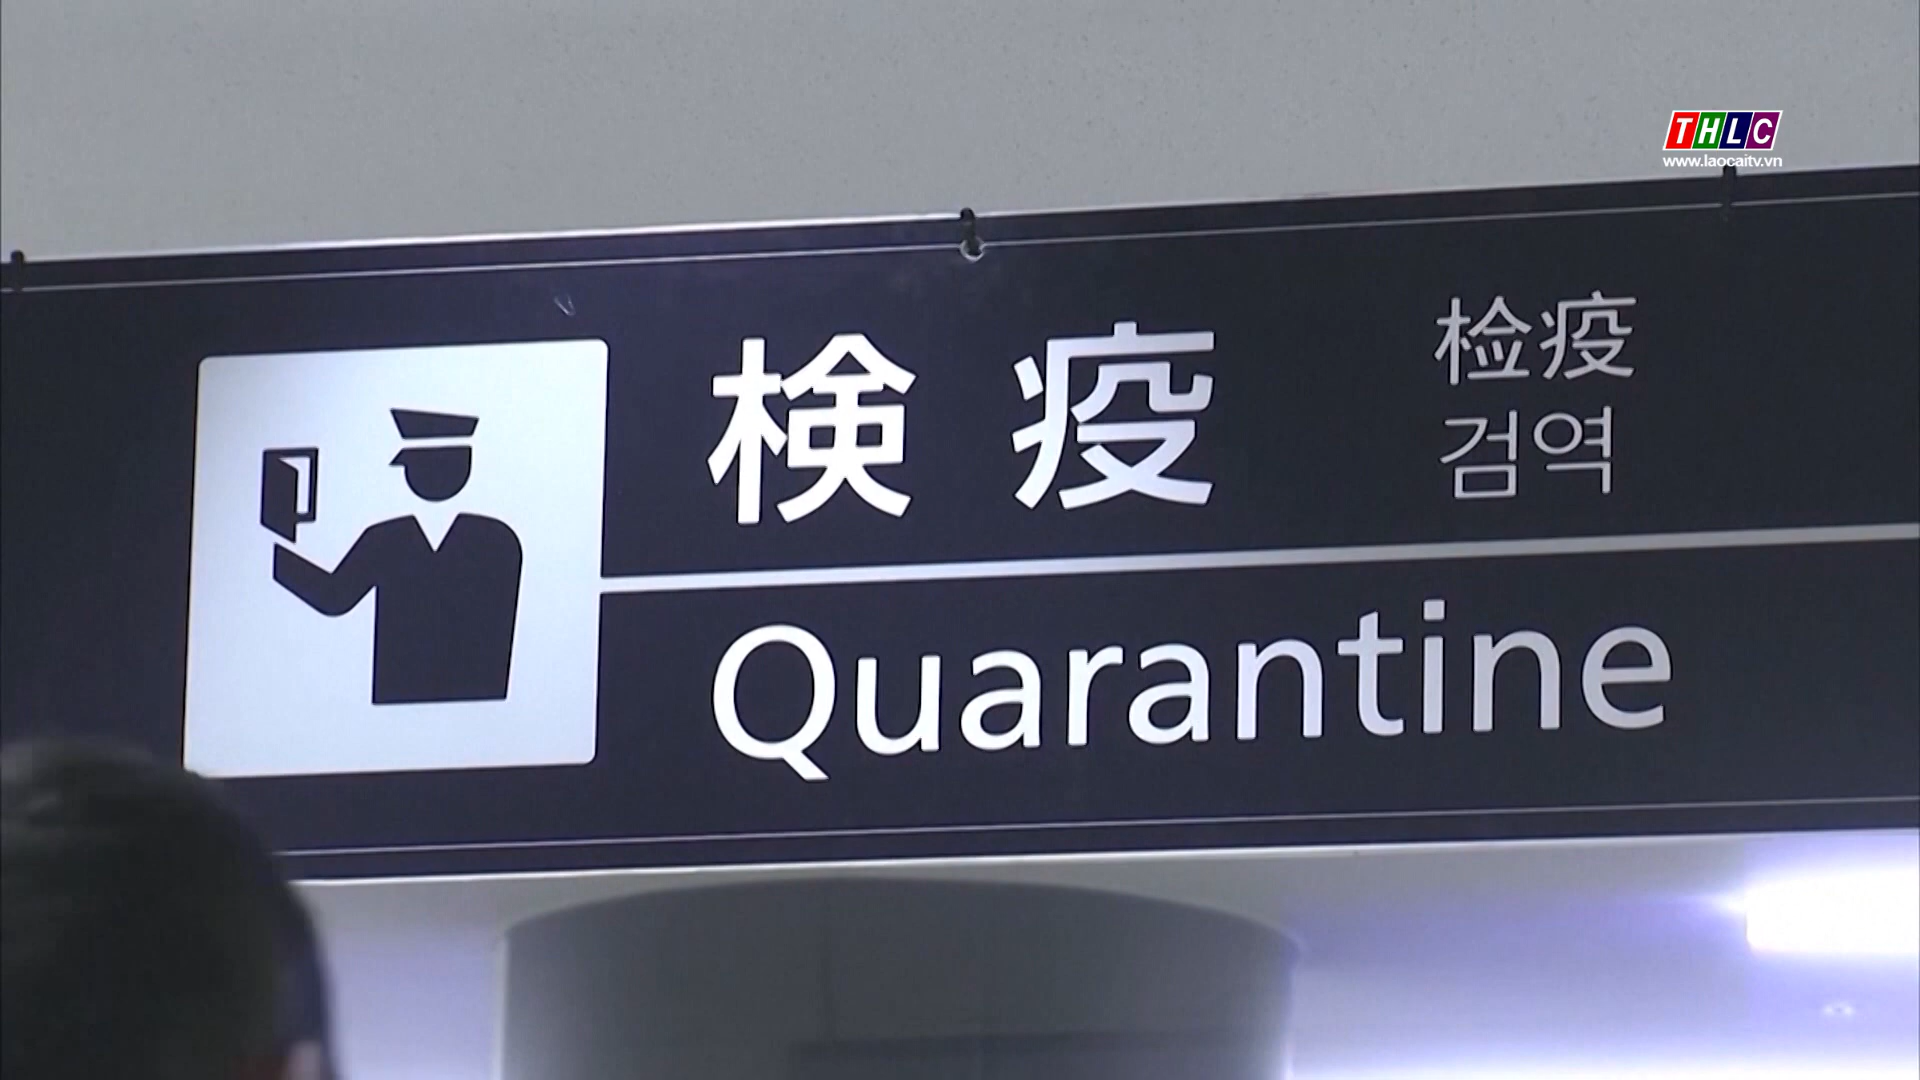 THLC
www.laocaitv.vn
検疫
检疫
검역
Quarantine